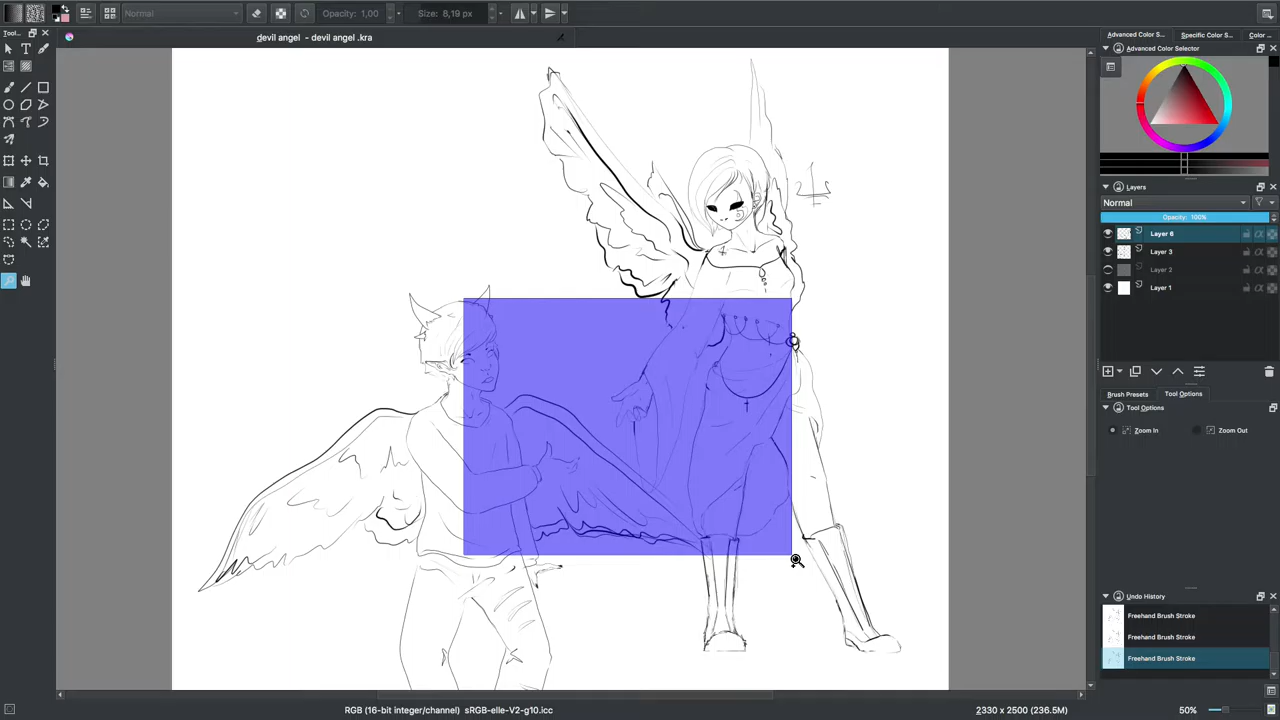 Normal
Opacity: 1,00
Size: 8,19 px
devil angel  - devil angel .kra
Tool...
Advanced Color S...
Specific Color S...
Color ...
Advanced Color Selector
Layers
Normal
Opacity: 100%
Layer 6
Layer 3
Layer 2
Layer 1
Brush Presets
Tool Options
Tool Options
Zoom In
Zoom Out
Undo History
Freehand Brush Stroke
Freehand Brush Stroke
Freehand Brush Stroke
RGB (16-bit integer/channel)  sRGB-elle-V2-g10.icc
2330 x 2500 (236.5M)
50%